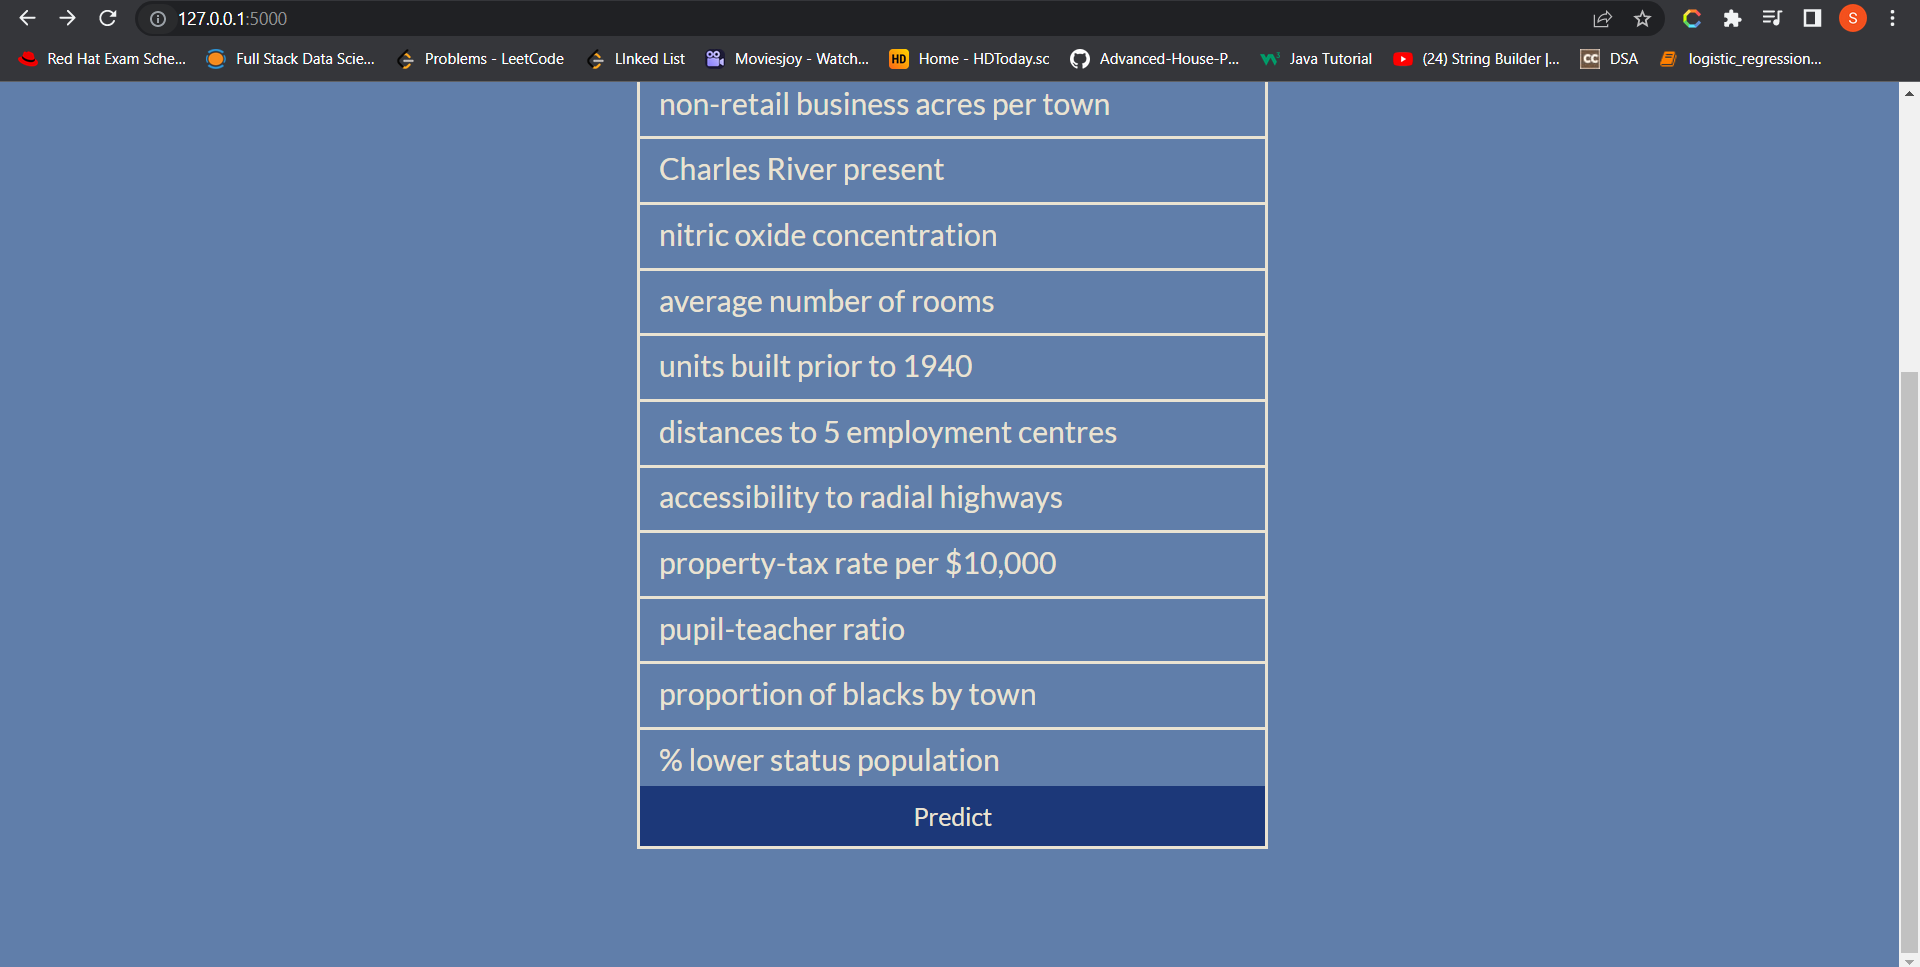 127.0.0.1:5000
S
Red Hat Exam Sche... Full Stack Data Scie... Problems - LeetCode LInked List Moviesjoy - Watch... HD Home - HDToday.sc Advanced-House-P... Java Tutorial (24) String Builder |... CC DSA logistic_regression...
non-retail business acres per town
Charles River present
nitric oxide concentration
average number of rooms
units built prior to 1940
distances to 5 employment centres
accessibility to radial highways
property-tax rate per $10,000
pupil-teacher ratio
proportion of blacks by town
% lower status population
Predict